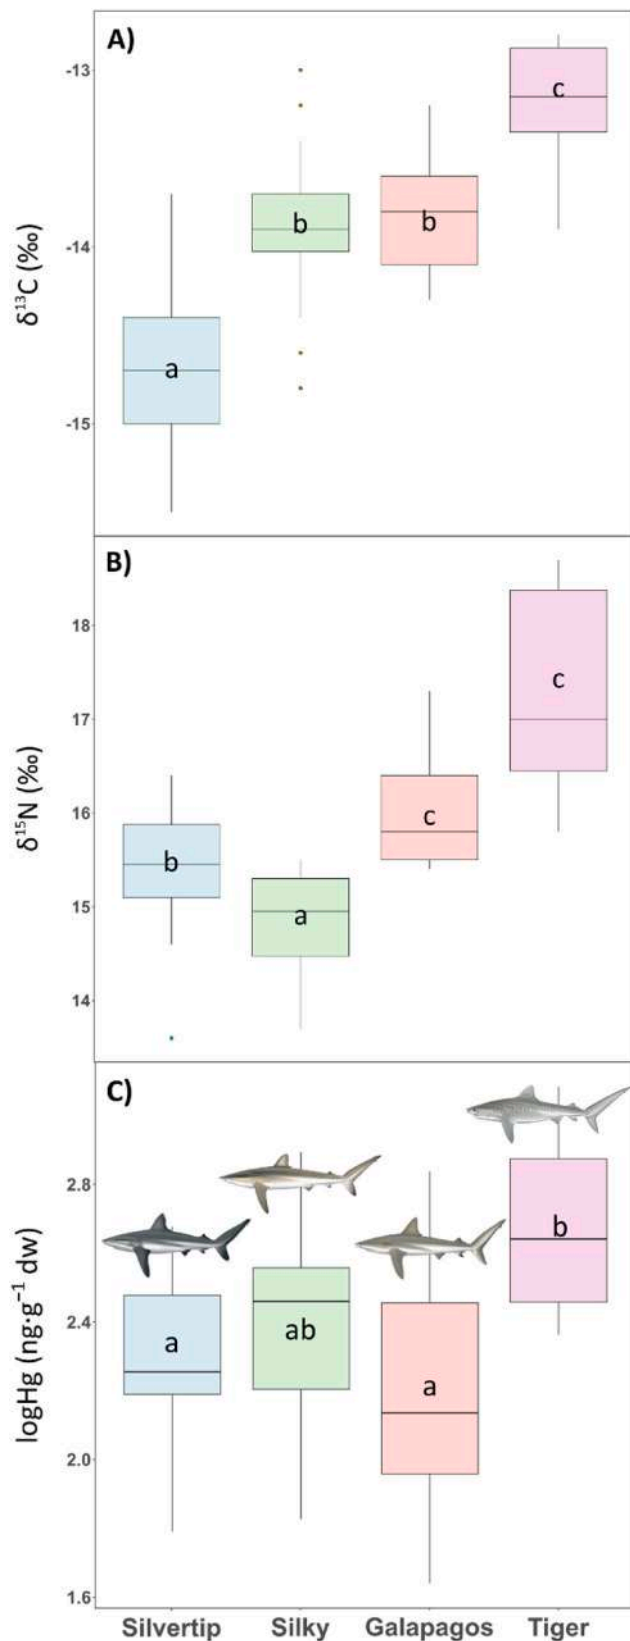 A)
-13
c
b
b
-14
a
-15
δ¹³C (‰)
B)
18
c
17
16
c
b
15
a
14
δ¹⁵N (‰)
C)
2.8
b
2.4
a
ab
a
2.0
1.6
logHg (ng·g⁻¹ dw)
Silvertip Silky Galapagos Tiger